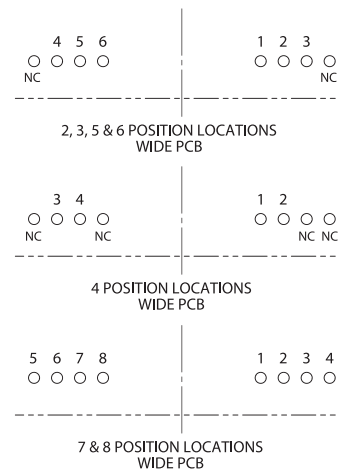 4 5 6 1 2 3
NC NC
2, 3, 5 & 6 POSITION LOCATIONS
WIDE PCB
3 4 1 2
NC NC NC NC
4 POSITION LOCATIONS
WIDE PCB
5 6 7 8 1 2 3 4
7 & 8 POSITION LOCATIONS
WIDE PCB